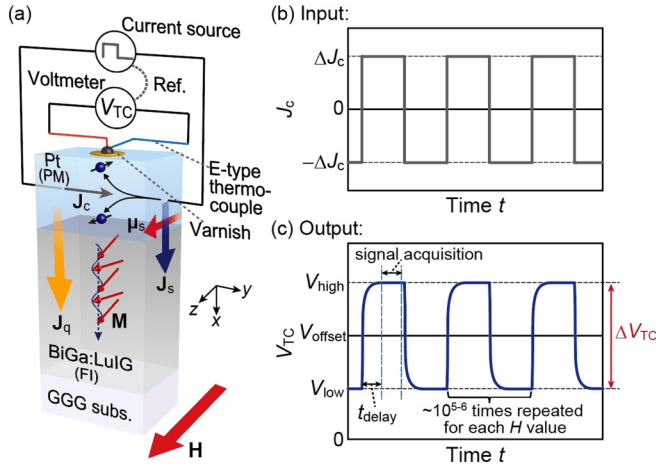 (a)
Current source
Voltmeter
Ref.
V_TC
Pt
(PM)
J_c
E-type
thermo-
couple
μ_s
Varnish
J_s
J_q
M
y
z
x
BiGa:LuIG
(FI)
GGG subs.
H
(b) Input:
ΔJ_c
0
-ΔJ_c
J_c
Time t
(c) Output:
signal acquisition
V_high
V_offset
V_low
V_TC
ΔV_TC
t_delay
~10^5-6 times repeated
for each H value
Time t